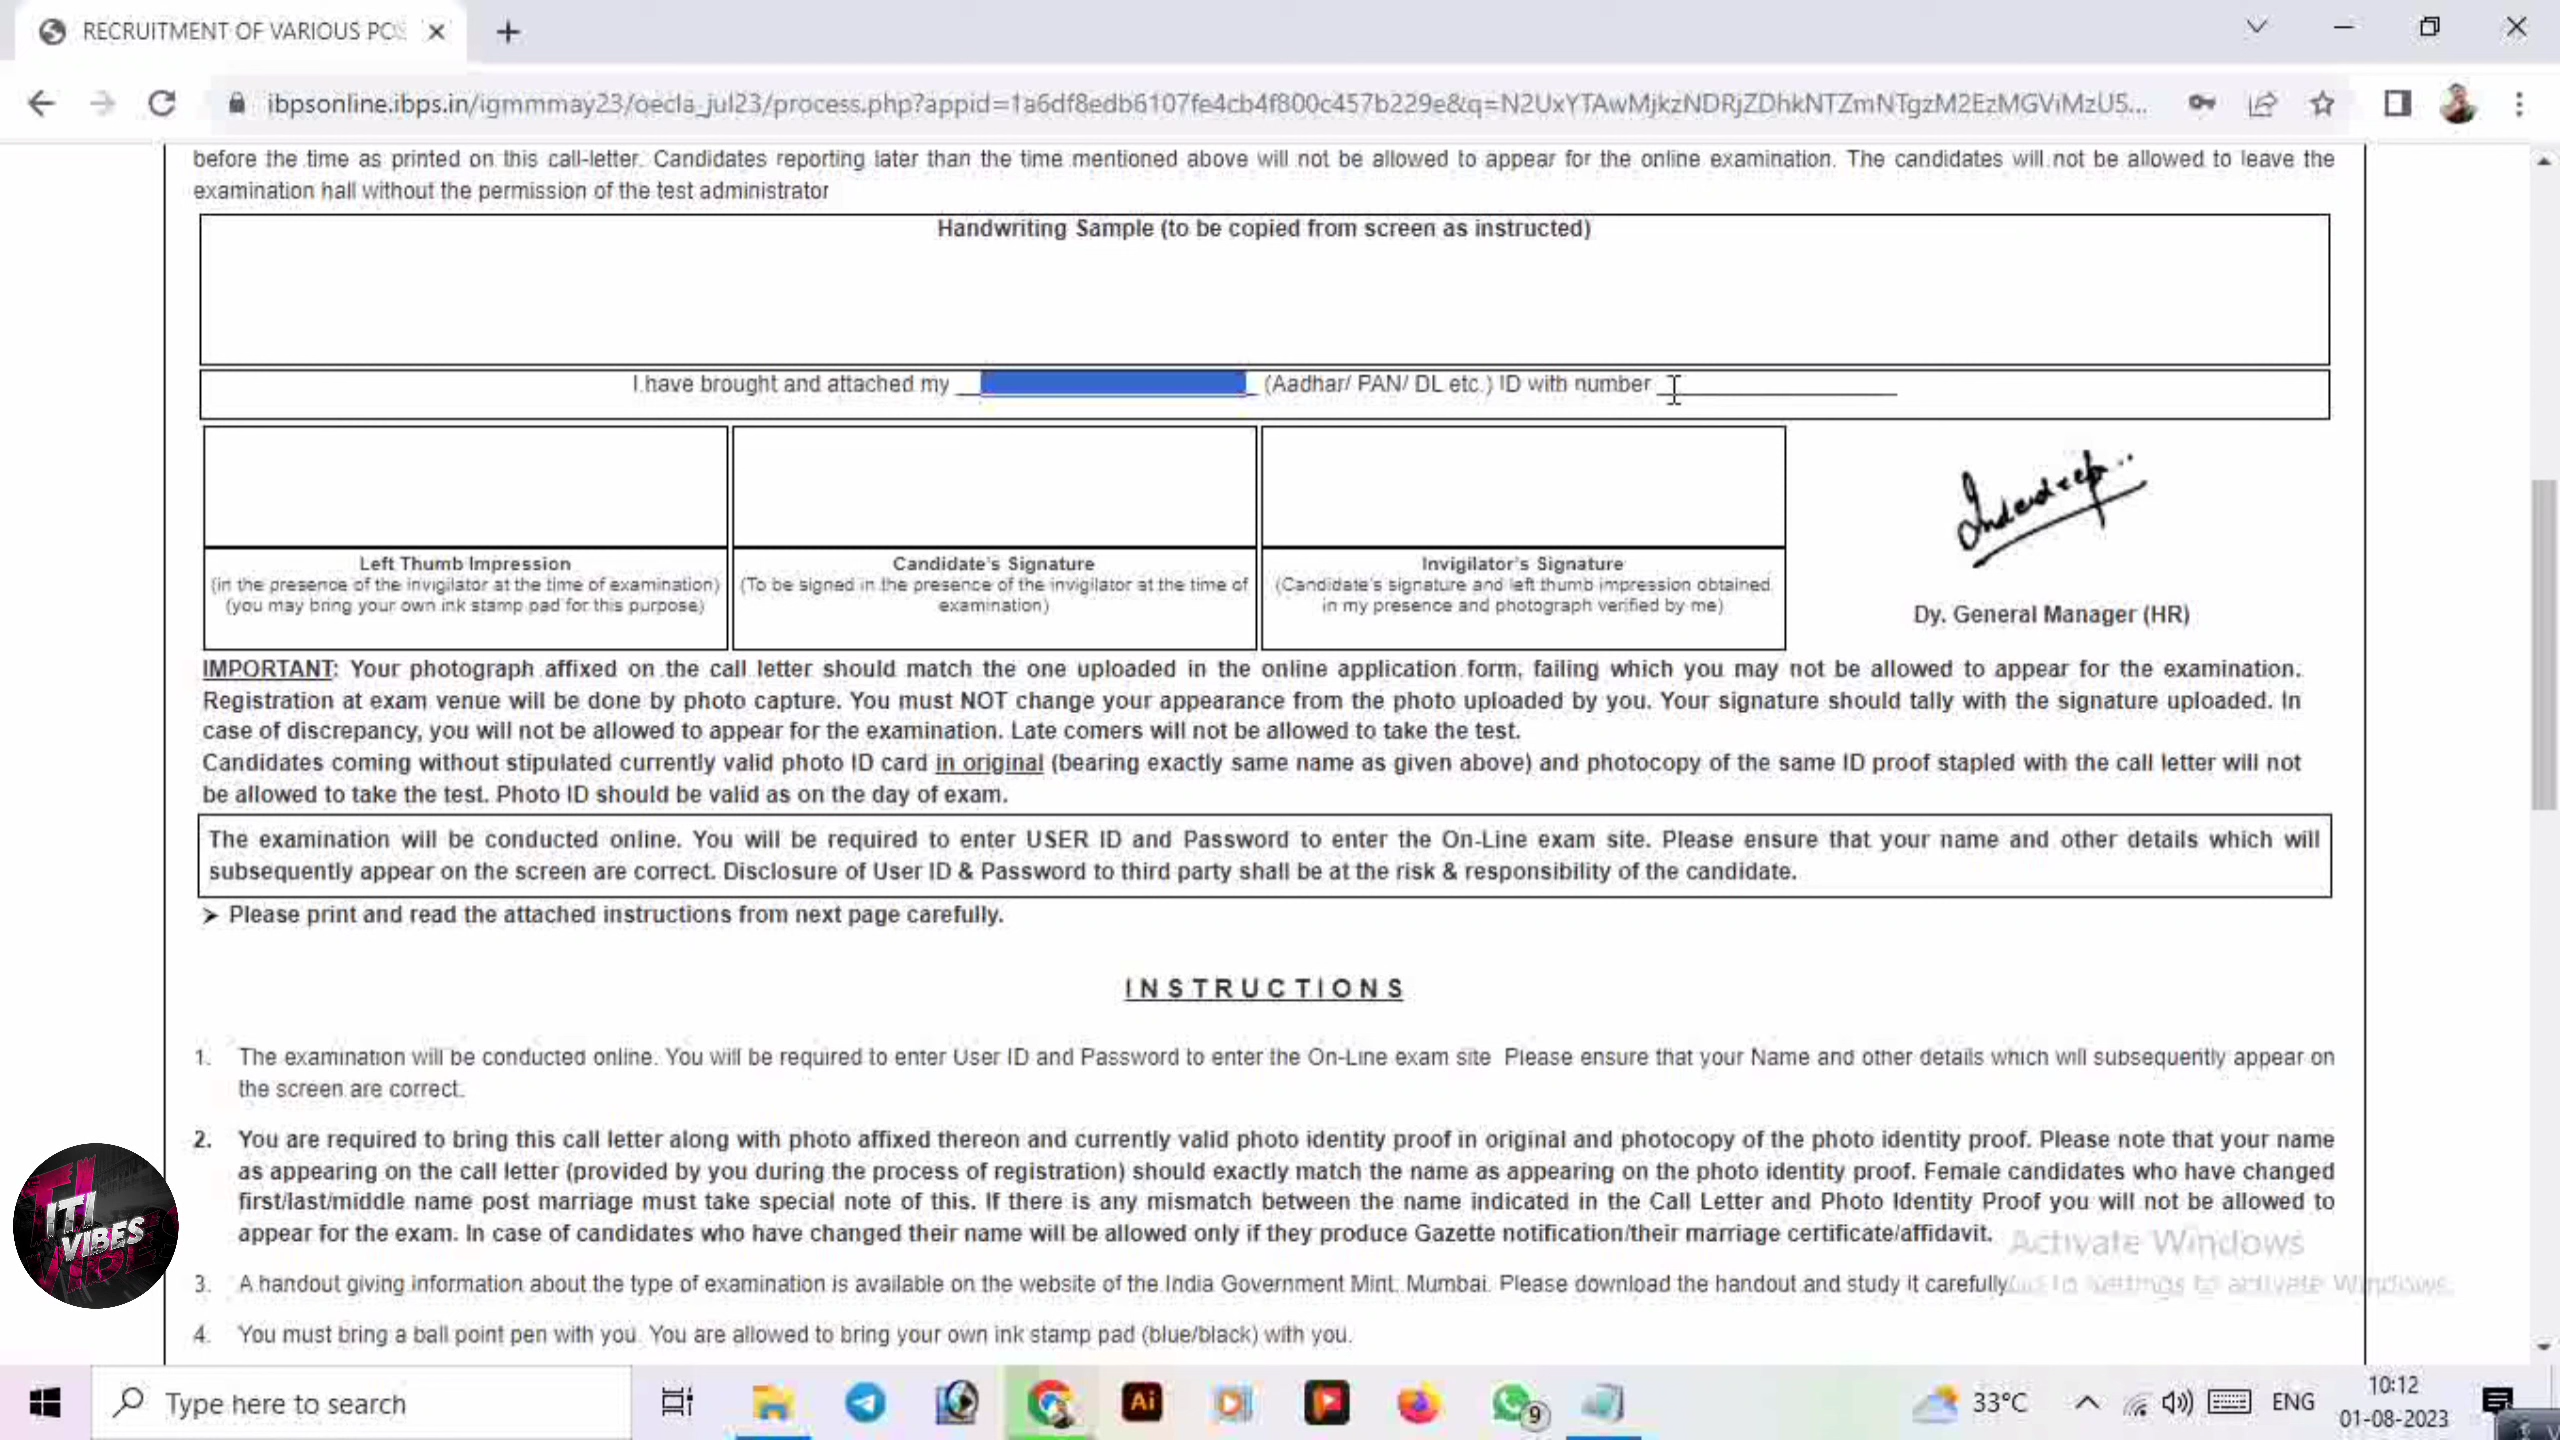 RECRUITMENT OF VARIOUS POS
ibpsonline.ibps.in/igmmmay23/oecla_jul23/process.php?appid=1a6df8edb6107fe4cb4f800c457b229e&q=N2UxYTAwMjkzNDRjZDhkNTZmNTgzM2EzMGViMzU5...
before the time as printed on this call-letter. Candidates reporting later than the time mentioned above will not be allowed to appear for the online examination. The candidates will not be allowed to leave the
examination hall without the permission of the test administrator
Handwriting Sample (to be copied from screen as instructed)
I have brought and attached my ____________________ (Aadhar/ PAN/ DL etc.) ID with number ____________________
Indradeep
Left Thumb Impression
(in the presence of the invigilator at the time of examination)
(you may bring your own ink stamp pad for this purpose)
Candidate's Signature
(To be signed in the presence of the invigilator at the time of
examination)
Invigilator's Signature
(Candidate's signature and left thumb impression obtained
in my presence and photograph verified by me)
Dy. General Manager (HR)
IMPORTANT: Your photograph affixed on the call letter should match the one uploaded in the online application form, failing which you may not be allowed to appear for the examination.
Registration at exam venue will be done by photo capture. You must NOT change your appearance from the photo uploaded by you. Your signature should tally with the signature uploaded. In
case of discrepancy, you will not be allowed to appear for the examination. Late comers will not be allowed to take the test.
Candidates coming without stipulated currently valid photo ID card in original (bearing exactly same name as given above) and photocopy of the same ID proof stapled with the call letter will not
be allowed to take the test. Photo ID should be valid as on the day of exam.
The examination will be conducted online. You will be required to enter USER ID and Password to enter the On-Line exam site. Please ensure that your name and other details which will
subsequently appear on the screen are correct. Disclosure of User ID & Password to third party shall be at the risk & responsibility of the candidate.
➤ Please print and read the attached instructions from next page carefully.
INSTRUCTIONS
1. The examination will be conducted online. You will be required to enter User ID and Password to enter the On-Line exam site Please ensure that your Name and other details which will subsequently appear on
the screen are correct.
2. You are required to bring this call letter along with photo affixed thereon and currently valid photo identity proof in original and photocopy of the photo identity proof. Please note that your name
as appearing on the call letter (provided by you during the process of registration) should exactly match the name as appearing on the photo identity proof. Female candidates who have changed
first/last/middle name post marriage must take special note of this. If there is any mismatch between the name indicated in the Call Letter and Photo Identity Proof you will not be allowed to
appear for the exam. In case of candidates who have changed their name will be allowed only if they produce Gazette notification/their marriage certificate/affidavit.
Activate Windows
3. A handout giving information about the type of examination is available on the website of the India Government Mint, Mumbai. Please download the handout and study it carefully
to settings to activate Windows.
4. You must bring a ball point pen with you. You are allowed to bring your own ink stamp pad (blue/black) with you.
ITI
VIBES
Type here to search
Ai
9
33°C
ENG
10:12
01-08-2023